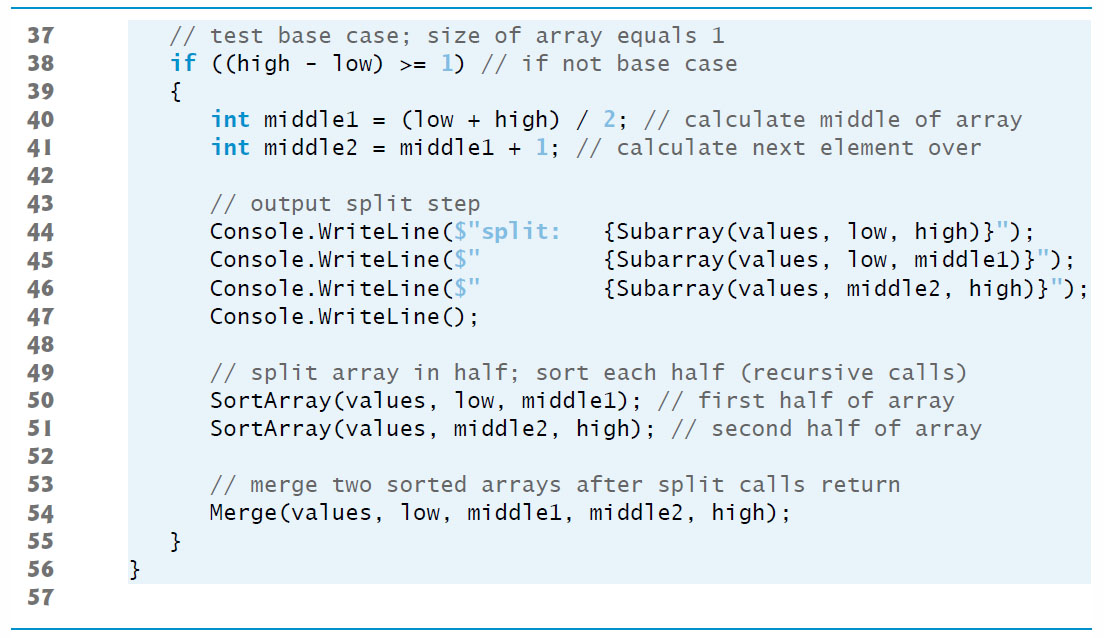 37 // test base case; size of array equals 1
38 if ((high - low) >= 1) // if not base case
39 {
40 int middle1 = (low + high) / 2; // calculate middle of array
41 int middle2 = middle1 + 1; // calculate next element over
42
43 // output split step
44 Console.WriteLine($"split:   {Subarray(values, low, high)}");
45 Console.WriteLine($"         {Subarray(values, low, middle1)}");
46 Console.WriteLine($"         {Subarray(values, middle2, high)}");
47 Console.WriteLine();
48
49 // split array in half; sort each half (recursive calls)
50 SortArray(values, low, middle1); // first half of array
51 SortArray(values, middle2, high); // second half of array
52
53 // merge two sorted arrays after split calls return
54 Merge(values, low, middle1, middle2, high);
55 }
56 }
57